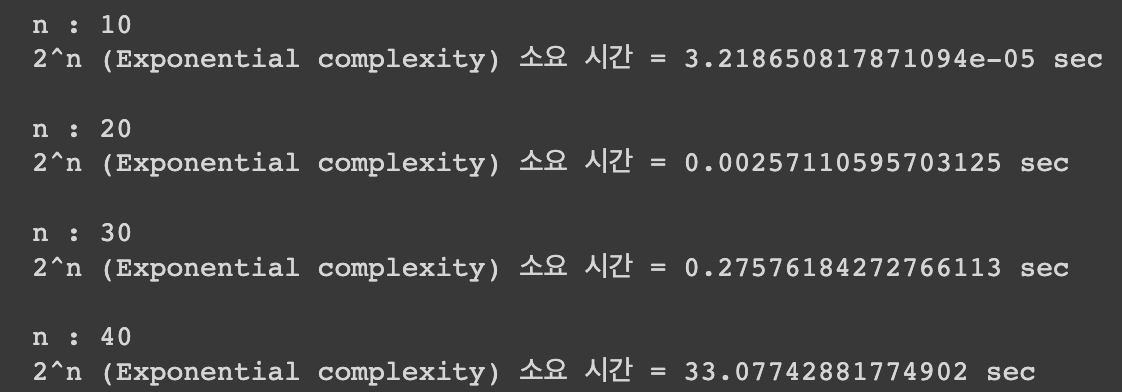 n : 10
2^n (Exponential complexity) 소요 시간 = 3.218650817871094e-05 sec
n : 20
2^n (Exponential complexity) 소요 시간 = 0.00257110595703125 sec
n : 30
2^n (Exponential complexity) 소요 시간 = 0.27576184272766113 sec
n : 40
2^n (Exponential complexity) 소요 시간 = 33.07742881774902 sec